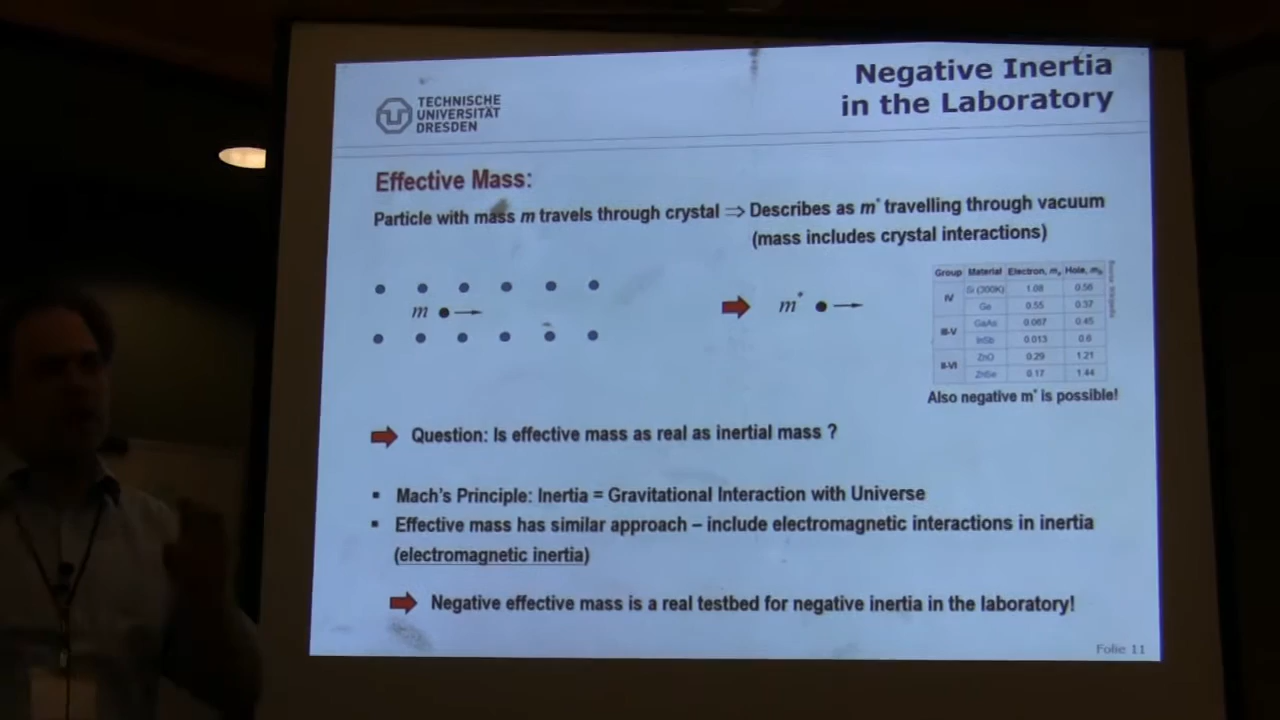 Negative Inertia
in the Laboratory
TECHNISCHE
UNIVERSITÄT
DRESDEN
Effective Mass:
Particle with mass m travels through crystal ⇒ Describes as m* travelling through vacuum
(mass includes crystal interactions)
m
m*
Group Material Electron, mₑ Hole, mₕ
IV Si (300K) 1.08 0.56
Ge 0.55 0.37
III-V GaAs 0.067 0.45
InSb 0.013 0.6
II-VI ZnO 0.29 1.21
ZnSe 0.17 1.44
Source: Wikipedia
Also negative m* is possible!
Question: Is effective mass as real as inertial mass ?
▪ Mach's Principle: Inertia = Gravitational Interaction with Universe
▪ Effective mass has similar approach – include electromagnetic interactions in inertia
(electromagnetic inertia)
Negative effective mass is a real testbed for negative inertia in the laboratory!
Folie 11